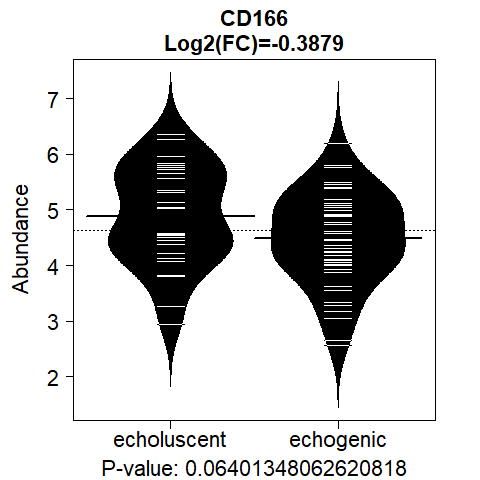 CD166
Log2(FC)=-0.3879
Abundance
7
6
5
4
3
2
echoluscent echogenic
P-value: 0.06401348062620818